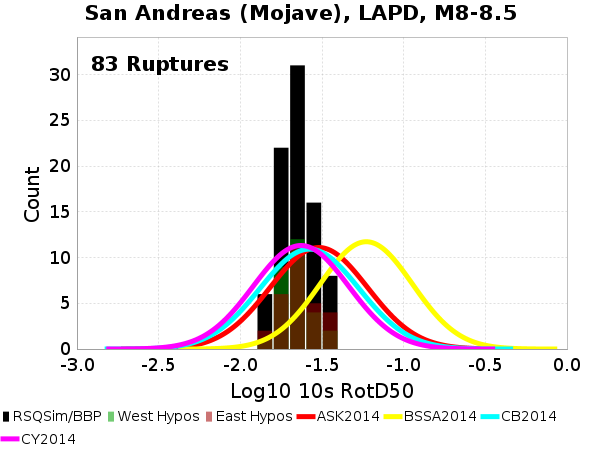 San Andreas (Mojave), LAPD, M8-8.5
83 Ruptures
Count
30
25
20
15
10
5
0
-3.0 -2.5 -2.0 -1.5 -1.0 -0.5 0.0
Log10 10s RotD50
RSQSim/BBP West Hypos East Hypos ASK2014 BSSA2014 CB2014
CY2014